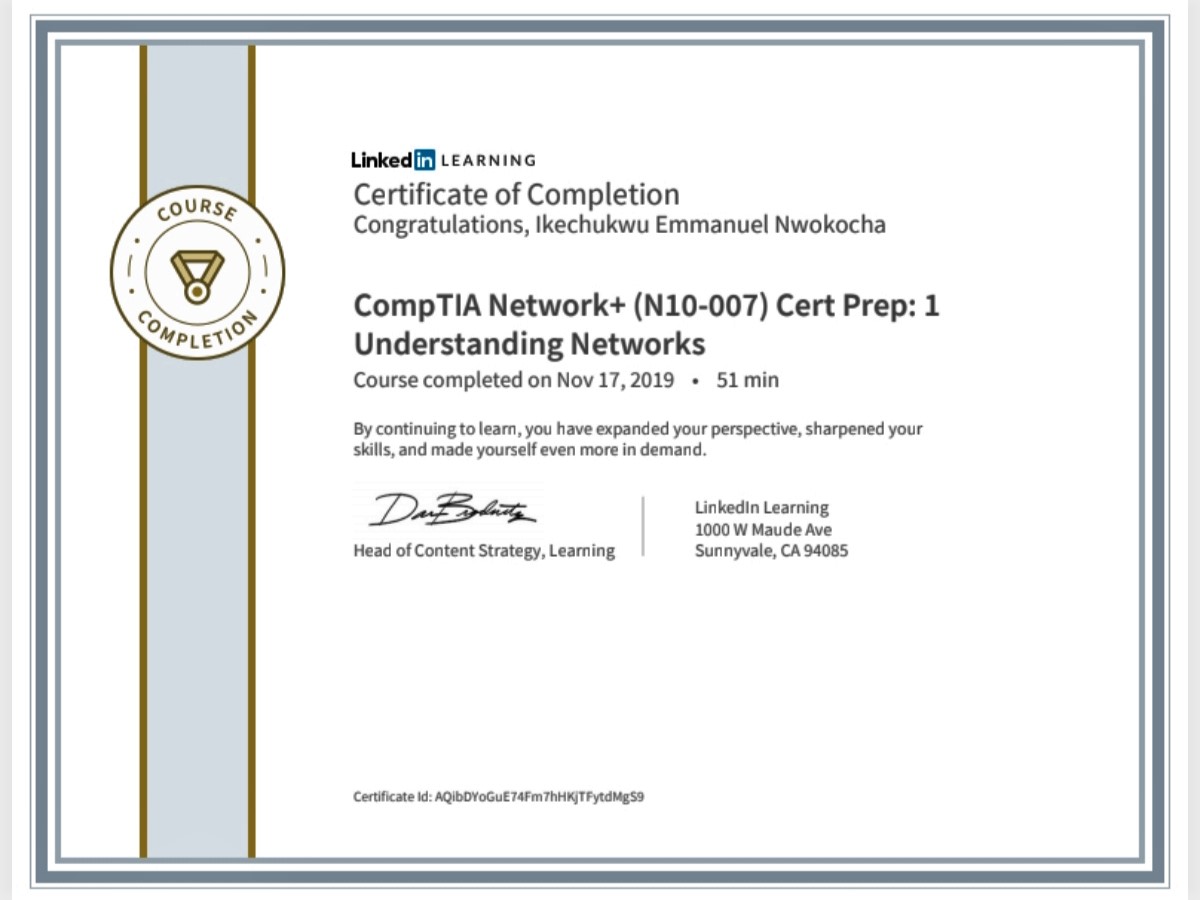 COURSE
COMPLETION
Linked in LEARNING
Certificate of Completion
Congratulations, Ikechukwu Emmanuel Nwokocha
CompTIA Network+ (N10-007) Cert Prep: 1
Understanding Networks
Course completed on Nov 17, 2019 • 51 min
By continuing to learn, you have expanded your perspective, sharpened your
skills, and made yourself even more in demand.
Head of Content Strategy, Learning
LinkedIn Learning
1000 W Maude Ave
Sunnyvale, CA 94085
Certificate Id: AQibDYoGuE74Fm7hHKjTFytdMgS9